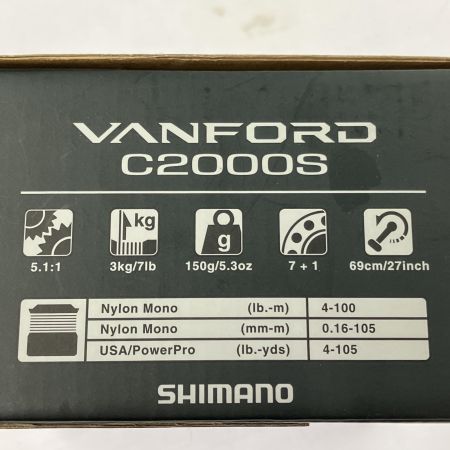 VANFORD
C2000S
kg
g
5.1:1 3kg/7lb 150g/5.3oz 7 + 1 69cm/27inch
Nylon Mono (lb.-m) 4-100
Nylon Mono (mm-m) 0.16-105
USA/PowerPro (lb.-yds) 4-105
SHIMANO